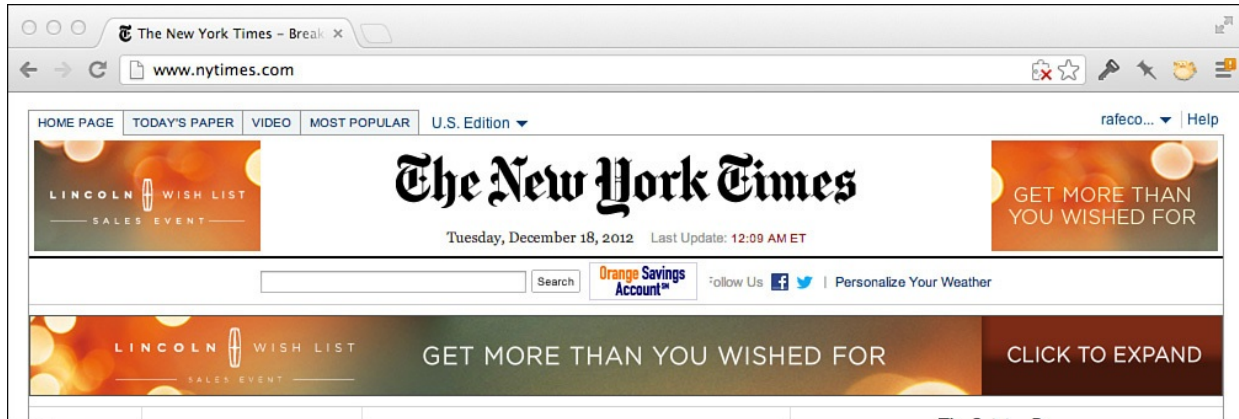 The New York Times – Break
www.nytimes.com
HOME PAGE TODAY'S PAPER VIDEO MOST POPULAR U.S. Edition rafeco... Help
LINCOLN WISH LIST
SALES EVENT
The New York Times
GET MORE THAN
YOU WISHED FOR
Tuesday, December 18, 2012 Last Update: 12:09 AM ET
Search
Orange Savings
Account SM
Follow Us | Personalize Your Weather
LINCOLN WISH LIST
SALES EVENT
GET MORE THAN YOU WISHED FOR
CLICK TO EXPAND